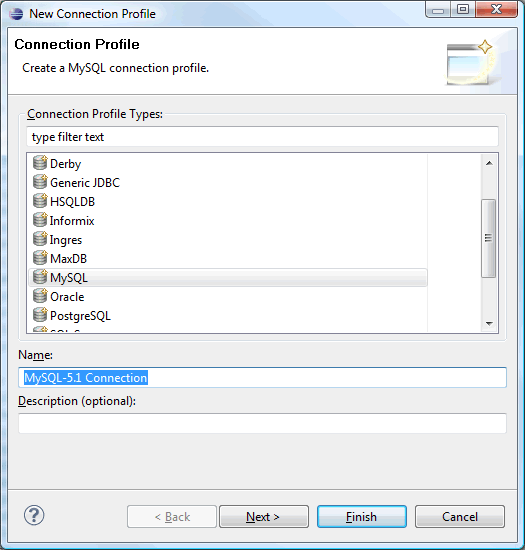 New Connection Profile
Connection Profile
Create a MySQL connection profile.
Connection Profile Types:
type filter text
Derby
Generic JDBC
HSQLDB
Informix
Ingres
MaxDB
MySQL
Oracle
PostgreSQL
Name:
MySQL-5.1 Connection
Description (optional):
?
< Back
Next >
Finish
Cancel